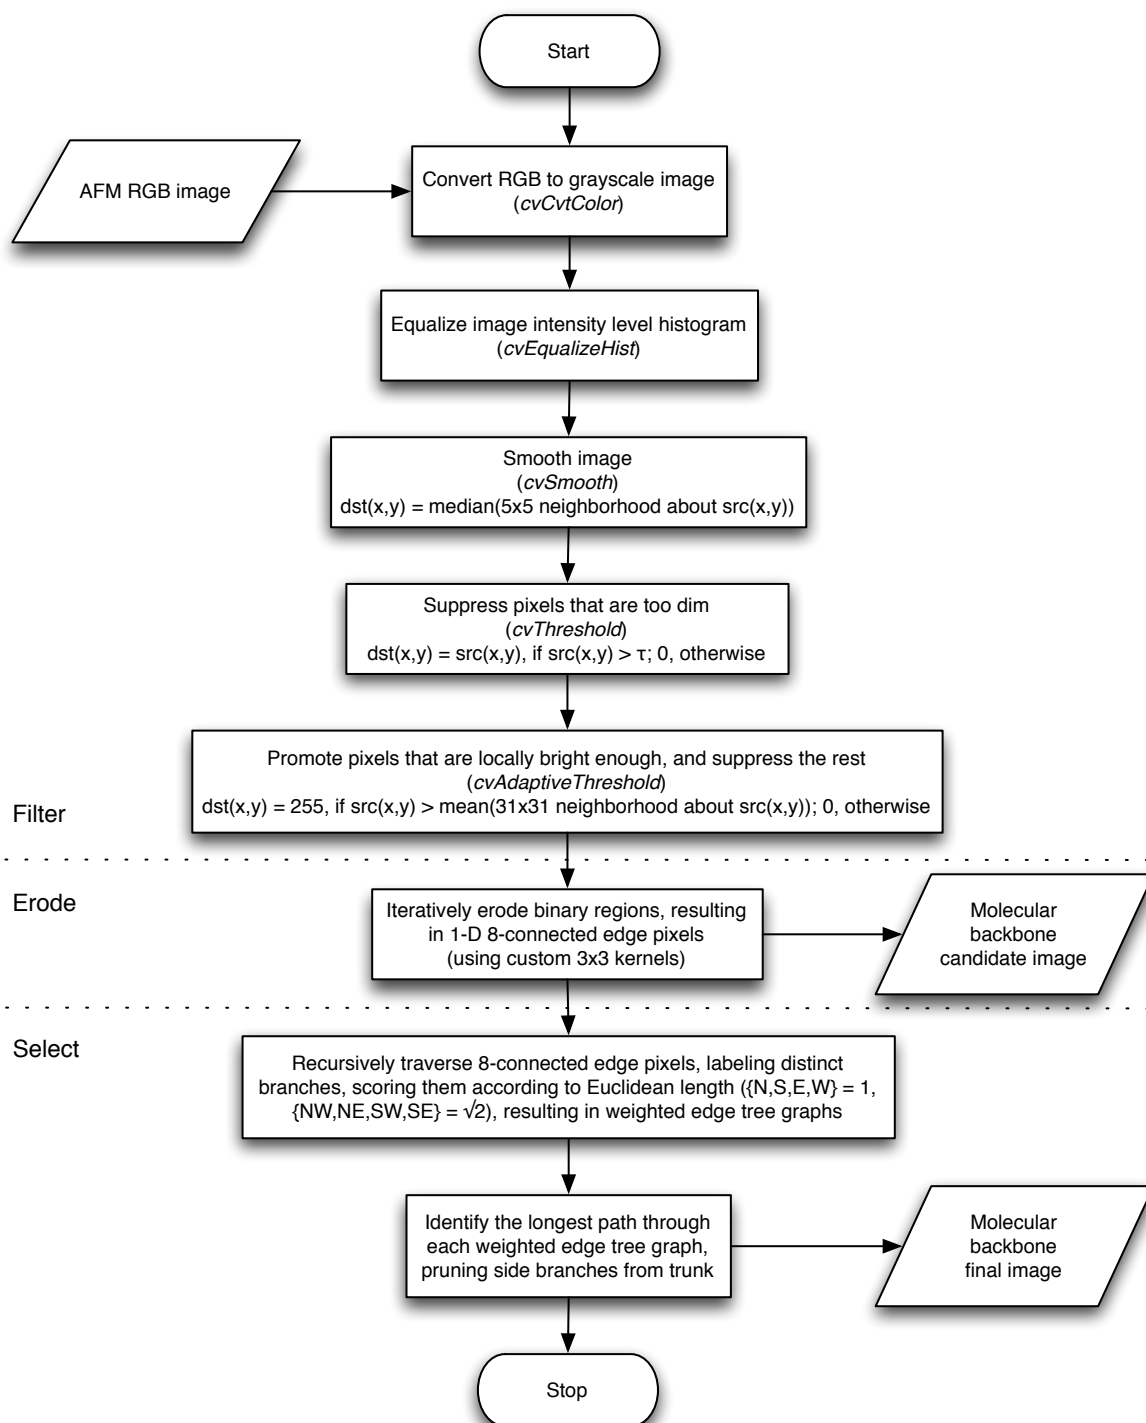 Start
AFM RGB image
Convert RGB to grayscale image
(cvCvtColor)
Equalize image intensity level histogram
(cvEqualizeHist)
Smooth image
(cvSmooth)
dst(x,y) = median(5x5 neighborhood about src(x,y))
Suppress pixels that are too dim
(cvThreshold)
dst(x,y) = src(x,y), if src(x,y) > τ; 0, otherwise
Promote pixels that are locally bright enough, and suppress the rest
(cvAdaptiveThreshold)
dst(x,y) = 255, if src(x,y) > mean(31x31 neighborhood about src(x,y)); 0, otherwise
Filter
Erode
Iteratively erode binary regions, resulting
in 1-D 8-connected edge pixels
(using custom 3x3 kernels)
Molecular
backbone
candidate image
Select
Recursively traverse 8-connected edge pixels, labeling distinct
branches, scoring them according to Euclidean length ({N,S,E,W} = 1,
{NW,NE,SW,SE} = √2), resulting in weighted edge tree graphs
Identify the longest path through
each weighted edge tree graph,
pruning side branches from trunk
Molecular
backbone
final image
Stop